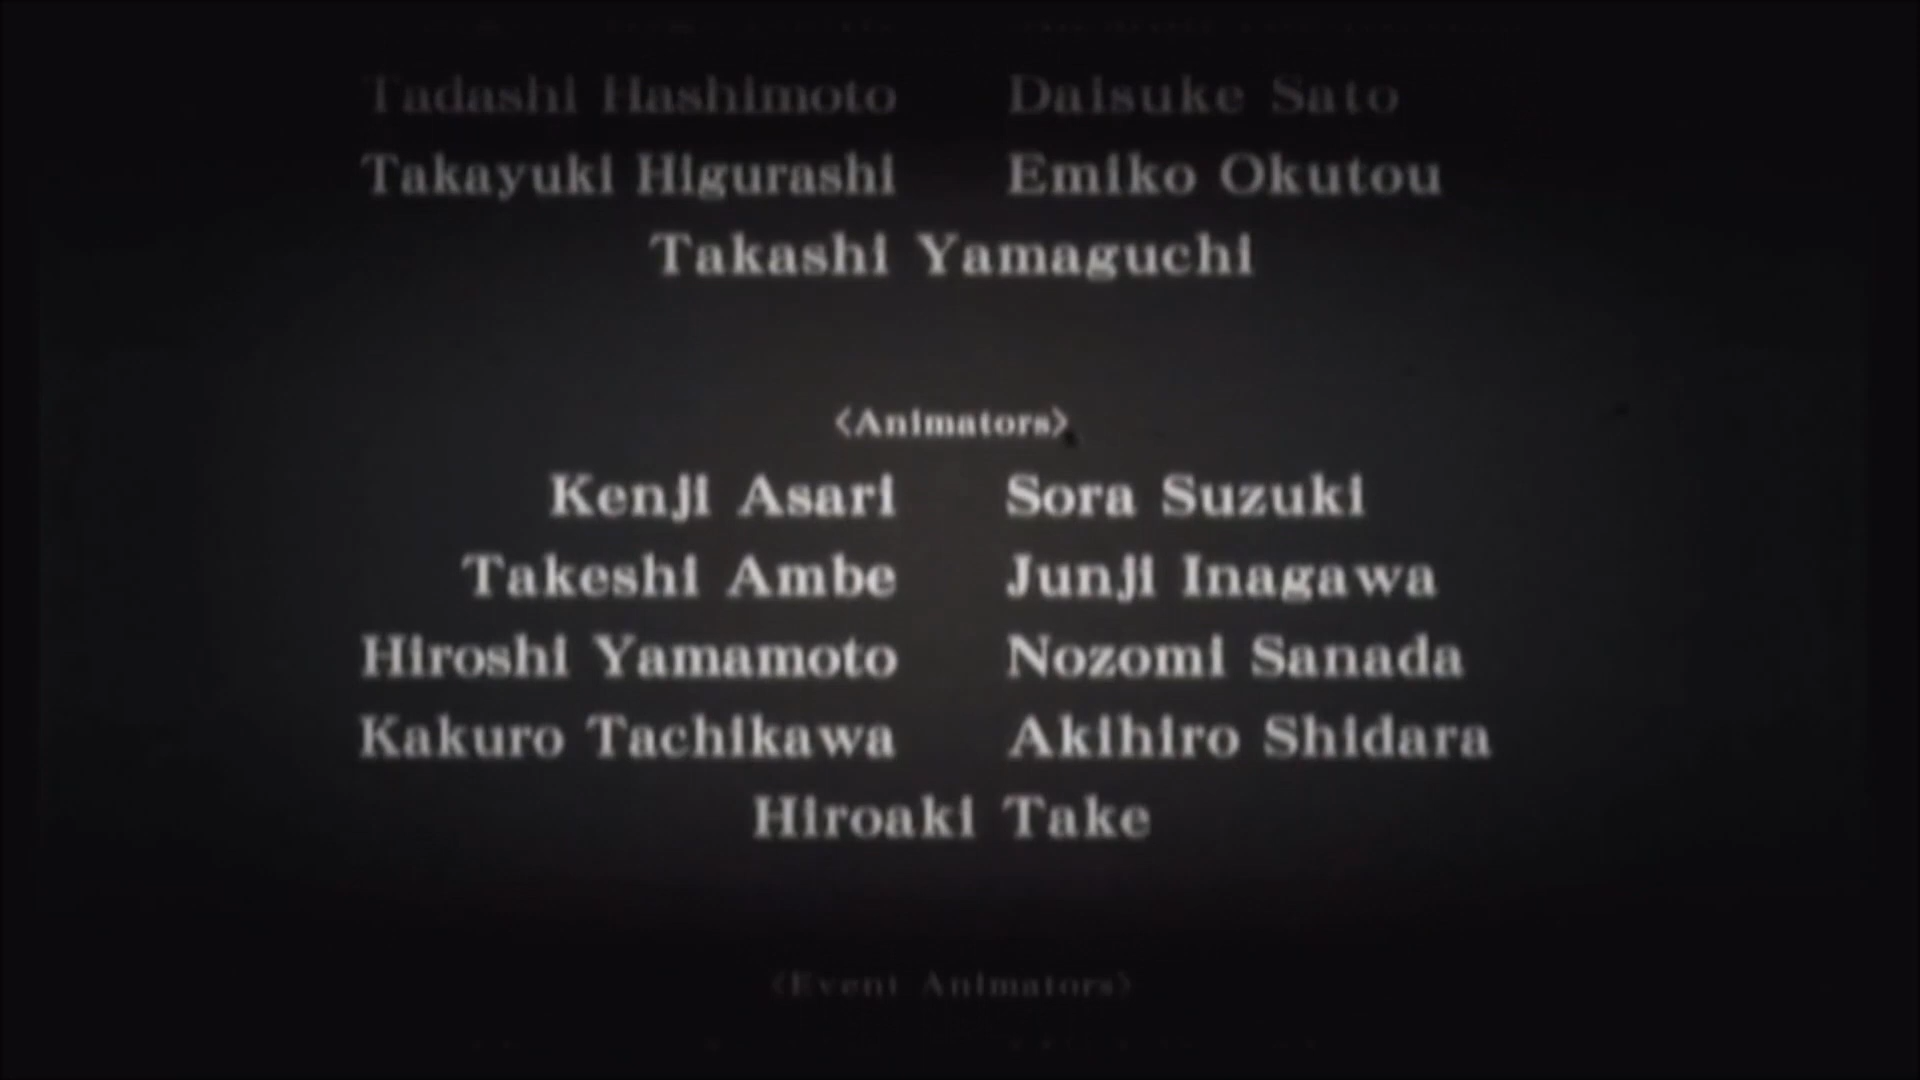 Tadashi Hashimoto Daisuke Sato
Takayuki Higurashi Emiko Okutou
Takashi Yamaguchi
<Animators>
Kenji Asari Sora Suzuki
Takeshi Ambe Junji Inagawa
Hiroshi Yamamoto Nozomi Sanada
Kakuro Tachikawa Akihiro Shidara
Hiroaki Take
<Event Animators>